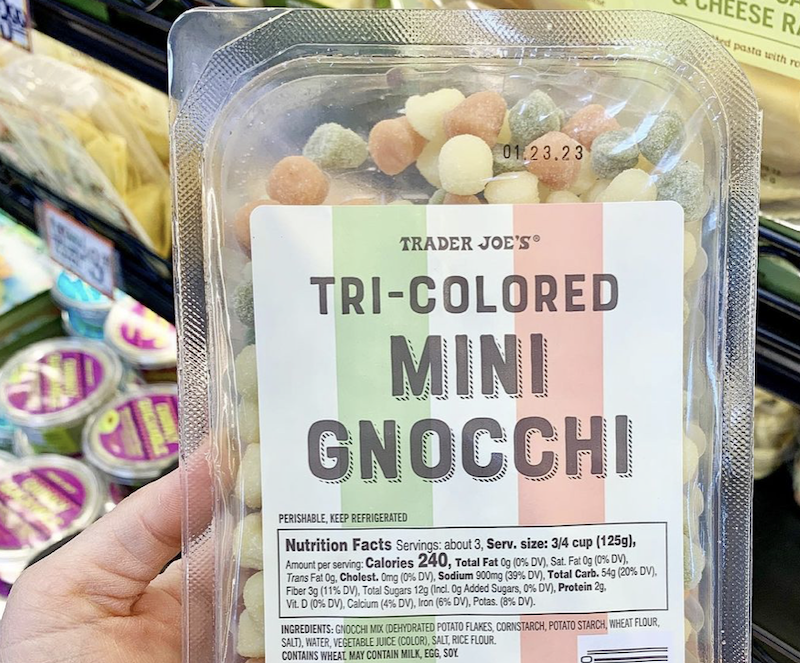 & CHEESE
pasta with
01.23.23
TRADER JOE'S®
TRI-COLORED
MINI
GNOCCHI
PERISHABLE, KEEP REFRIGERATED
Nutrition Facts Servings: about 3, Serv. size: 3/4 cup (125g),
Amount per serving: Calories 240, Total Fat 0g (0% DV), Sat. Fat 0g (0% DV),
Trans Fat 0g, Cholest. 0mg (0% DV), Sodium 900mg (39% DV), Total Carb. 54g (20% DV),
Fiber 3g (11% DV), Total Sugars 12g (Incl. 0g Added Sugars, 0% DV), Protein 2g,
Vit. D (0% DV), Calcium (4% DV), Iron (6% DV), Potas. (8% DV).
INGREDIENTS: GNOCCHI MIX (DEHYDRATED POTATO FLAKES, CORNSTARCH, POTATO STARCH, WHEAT FLOUR,
SALT), WATER, VEGETABLE JUICE (COLOR), SALT, RICE FLOUR.
CONTAINS WHEAT. MAY CONTAIN MILK, EGG, SOY.